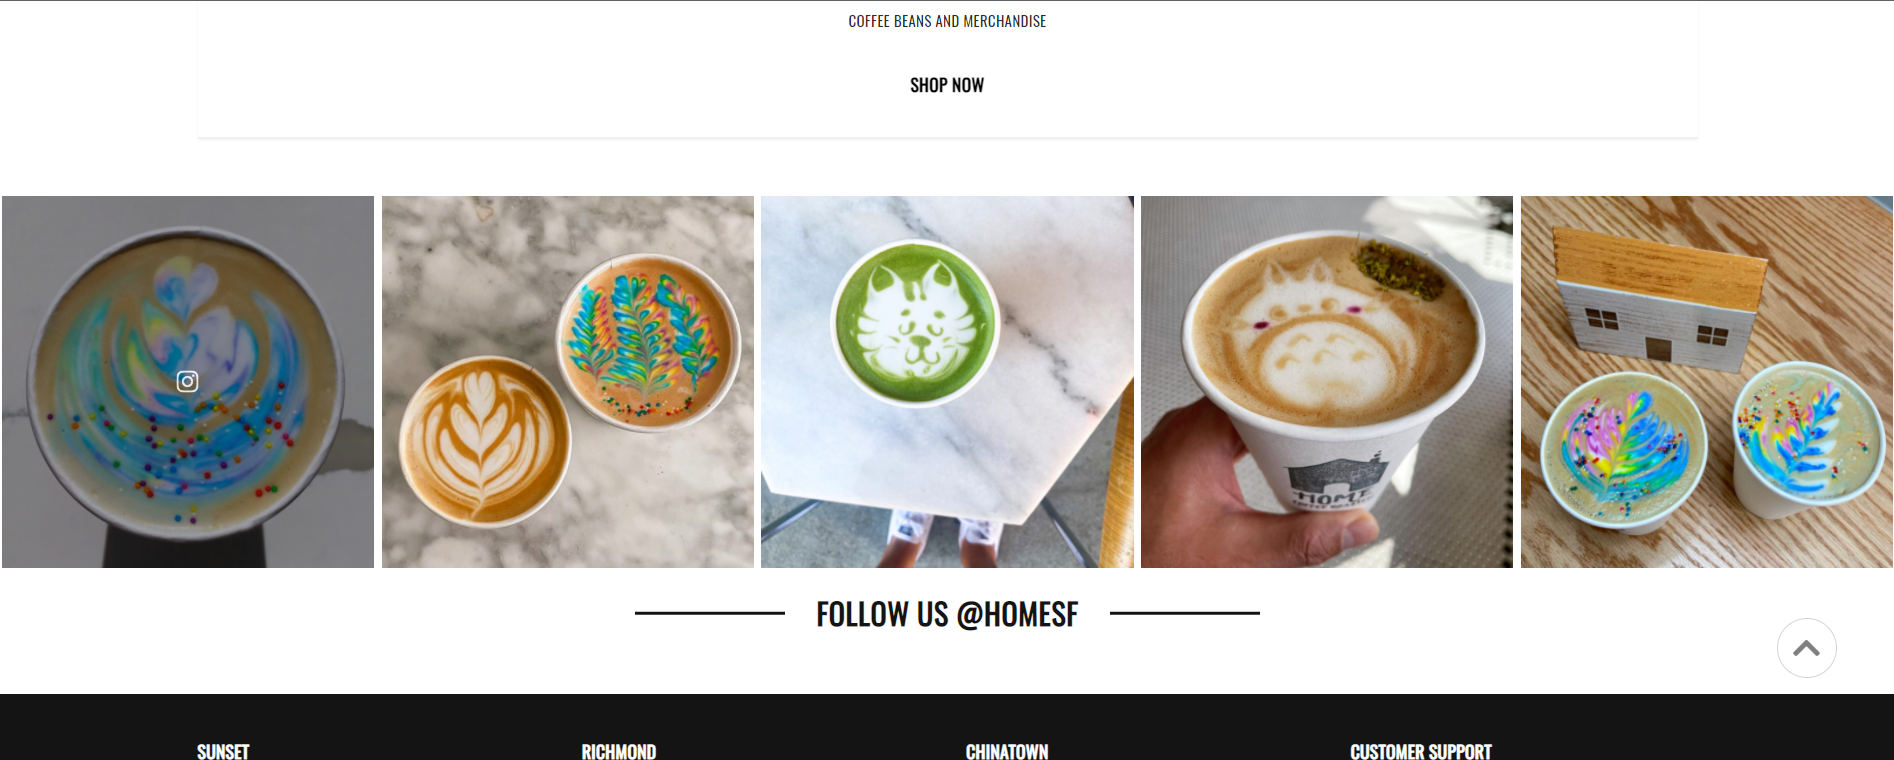 COFFEE BEANS AND MERCHANDISE
SHOP NOW
HOME
FOLLOW US @HOMESF
SUNSET
RICHMOND
CHINATOWN
CUSTOMER SUPPORT